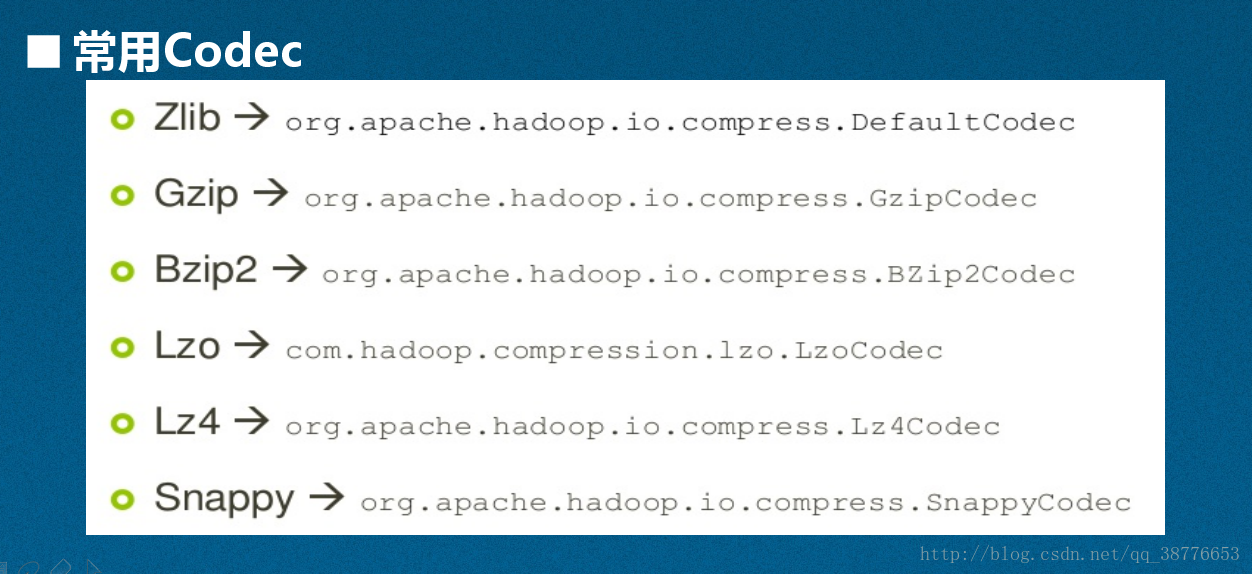 ■ 常用Codec
Zlib → org.apache.hadoop.io.compress.DefaultCodec
Gzip → org.apache.hadoop.io.compress.GzipCodec
Bzip2 → org.apache.hadoop.io.compress.BZip2Codec
Lzo → com.hadoop.compression.lzo.LzoCodec
Lz4 → org.apache.hadoop.io.compress.Lz4Codec
Snappy → org.apache.hadoop.io.compress.SnappyCodec
http://blog.csdn.net/qq_38776653